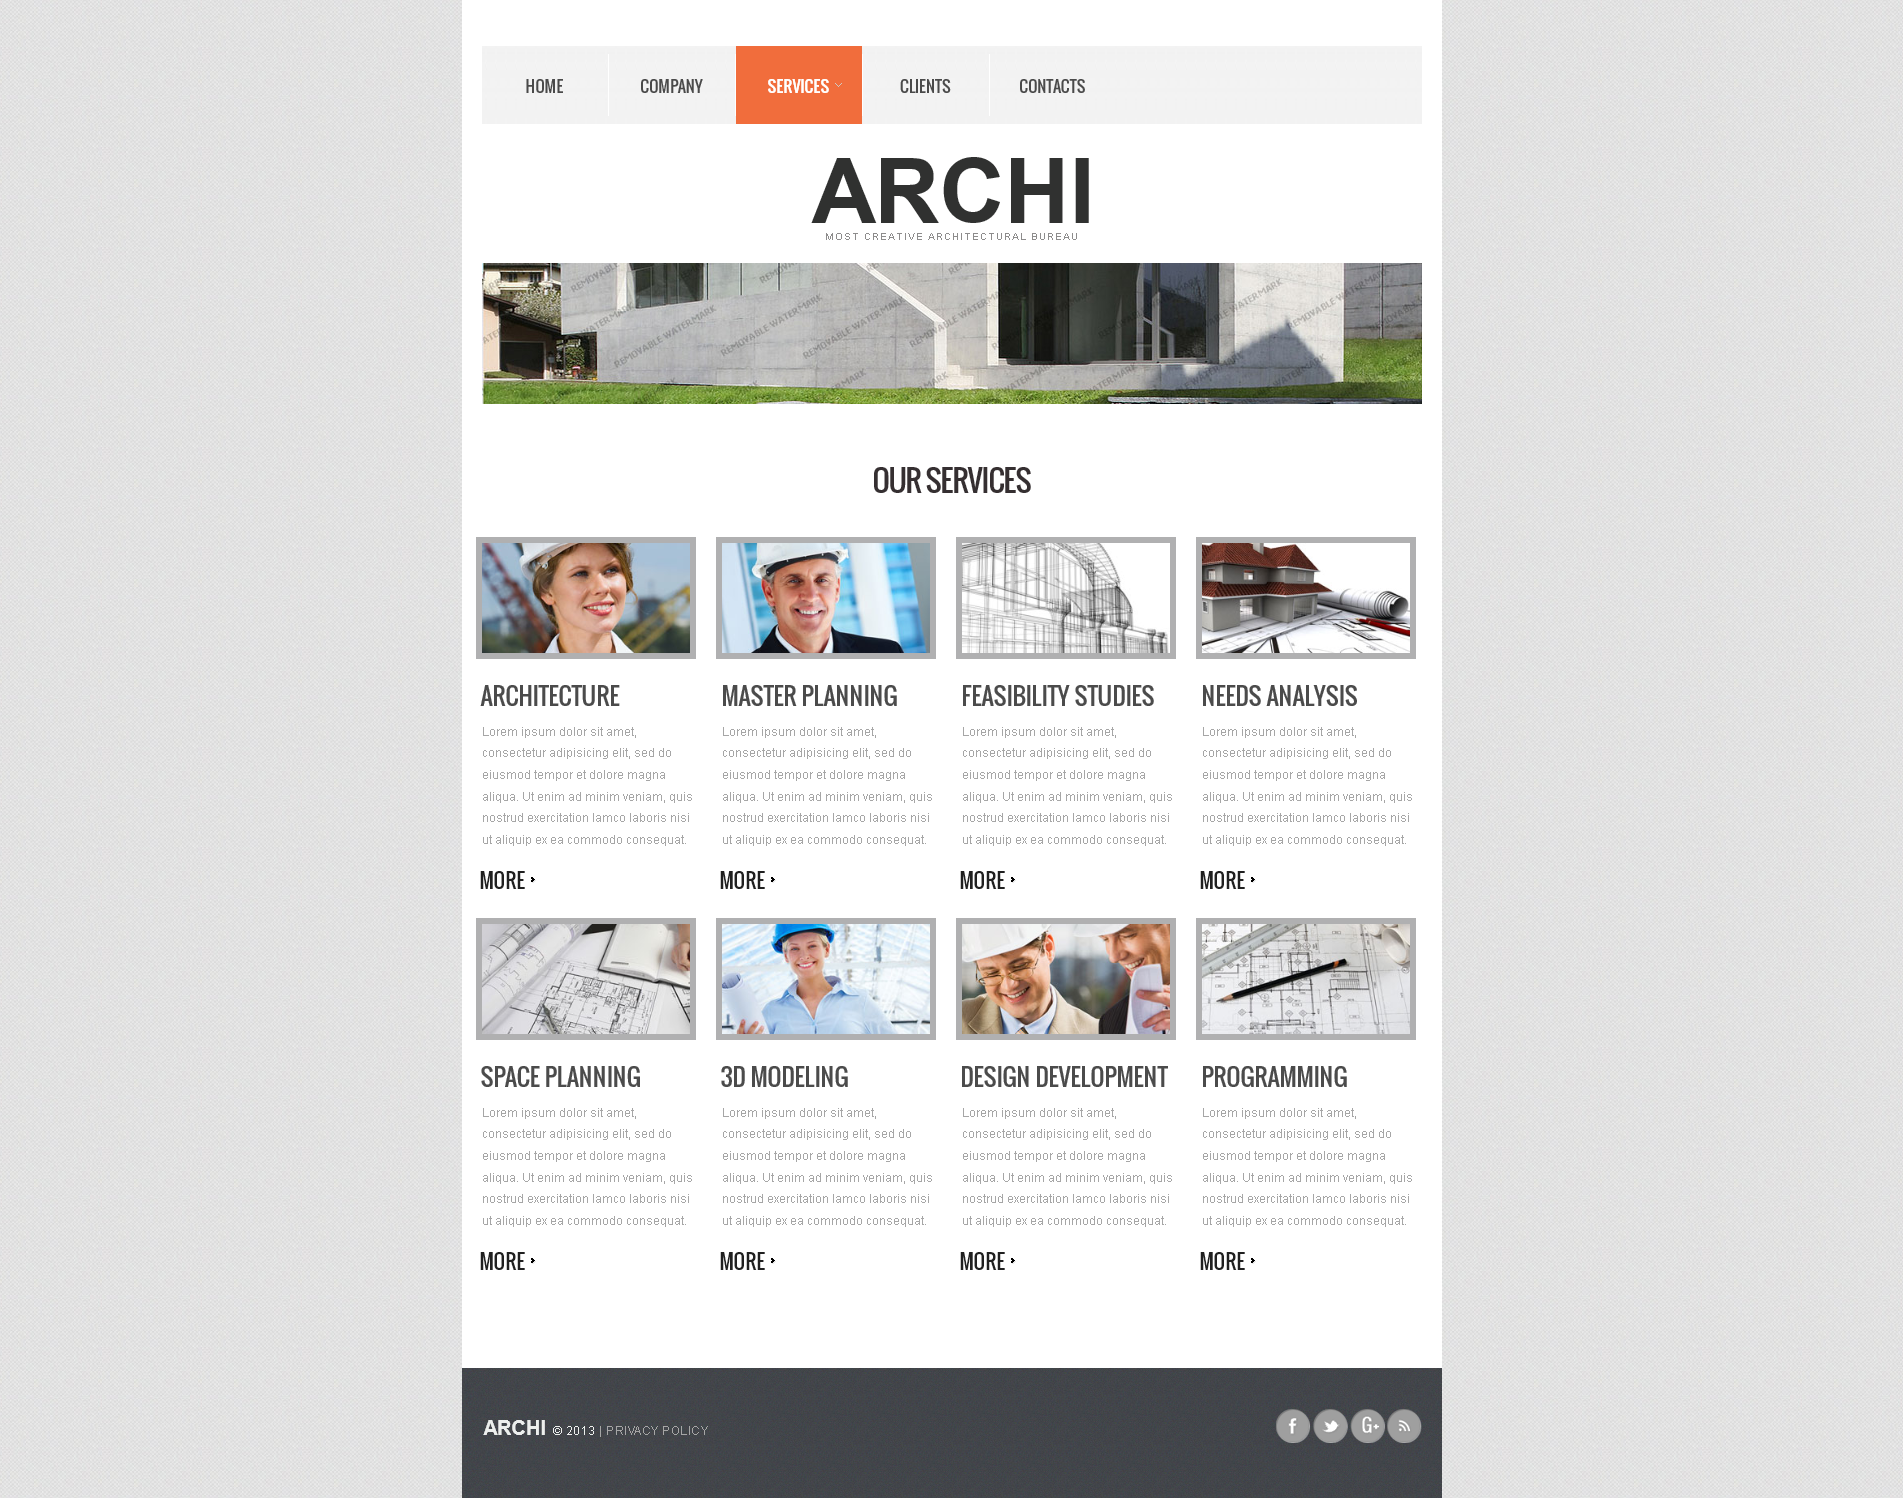 HOME COMPANY SERVICES CLIENTS CONTACTS
ARCHI
MOST CREATIVE ARCHITECTURAL BUREAU
REMOVABLE WATERMARK
REMOVABLE WATERMARK
REMOVABLE WATERMARK
REMOVABLE WATERMARK
OUR SERVICES
ARCHITECTURE
Lorem ipsum dolor sit amet,
consectetur adipisicing elit, sed do
eiusmod tempor et dolore magna
aliqua. Ut enim ad minim veniam, quis
nostrud exercitation lamco laboris nisi
ut aliquip ex ea commodo consequat.
MORE
MASTER PLANNING
Lorem ipsum dolor sit amet,
consectetur adipisicing elit, sed do
eiusmod tempor et dolore magna
aliqua. Ut enim ad minim veniam, quis
nostrud exercitation lamco laboris nisi
ut aliquip ex ea commodo consequat.
MORE
FEASIBILITY STUDIES
Lorem ipsum dolor sit amet,
consectetur adipisicing elit, sed do
eiusmod tempor et dolore magna
aliqua. Ut enim ad minim veniam, quis
nostrud exercitation lamco laboris nisi
ut aliquip ex ea commodo consequat.
MORE
NEEDS ANALYSIS
Lorem ipsum dolor sit amet,
consectetur adipisicing elit, sed do
eiusmod tempor et dolore magna
aliqua. Ut enim ad minim veniam, quis
nostrud exercitation lamco laboris nisi
ut aliquip ex ea commodo consequat.
MORE
SPACE PLANNING
Lorem ipsum dolor sit amet,
consectetur adipisicing elit, sed do
eiusmod tempor et dolore magna
aliqua. Ut enim ad minim veniam, quis
nostrud exercitation lamco laboris nisi
ut aliquip ex ea commodo consequat.
MORE
3D MODELING
Lorem ipsum dolor sit amet,
consectetur adipisicing elit, sed do
eiusmod tempor et dolore magna
aliqua. Ut enim ad minim veniam, quis
nostrud exercitation lamco laboris nisi
ut aliquip ex ea commodo consequat.
MORE
DESIGN DEVELOPMENT
Lorem ipsum dolor sit amet,
consectetur adipisicing elit, sed do
eiusmod tempor et dolore magna
aliqua. Ut enim ad minim veniam, quis
nostrud exercitation lamco laboris nisi
ut aliquip ex ea commodo consequat.
MORE
PROGRAMMING
Lorem ipsum dolor sit amet,
consectetur adipisicing elit, sed do
eiusmod tempor et dolore magna
aliqua. Ut enim ad minim veniam, quis
nostrud exercitation lamco laboris nisi
ut aliquip ex ea commodo consequat.
MORE
ARCHI © 2013 | PRIVACY POLICY